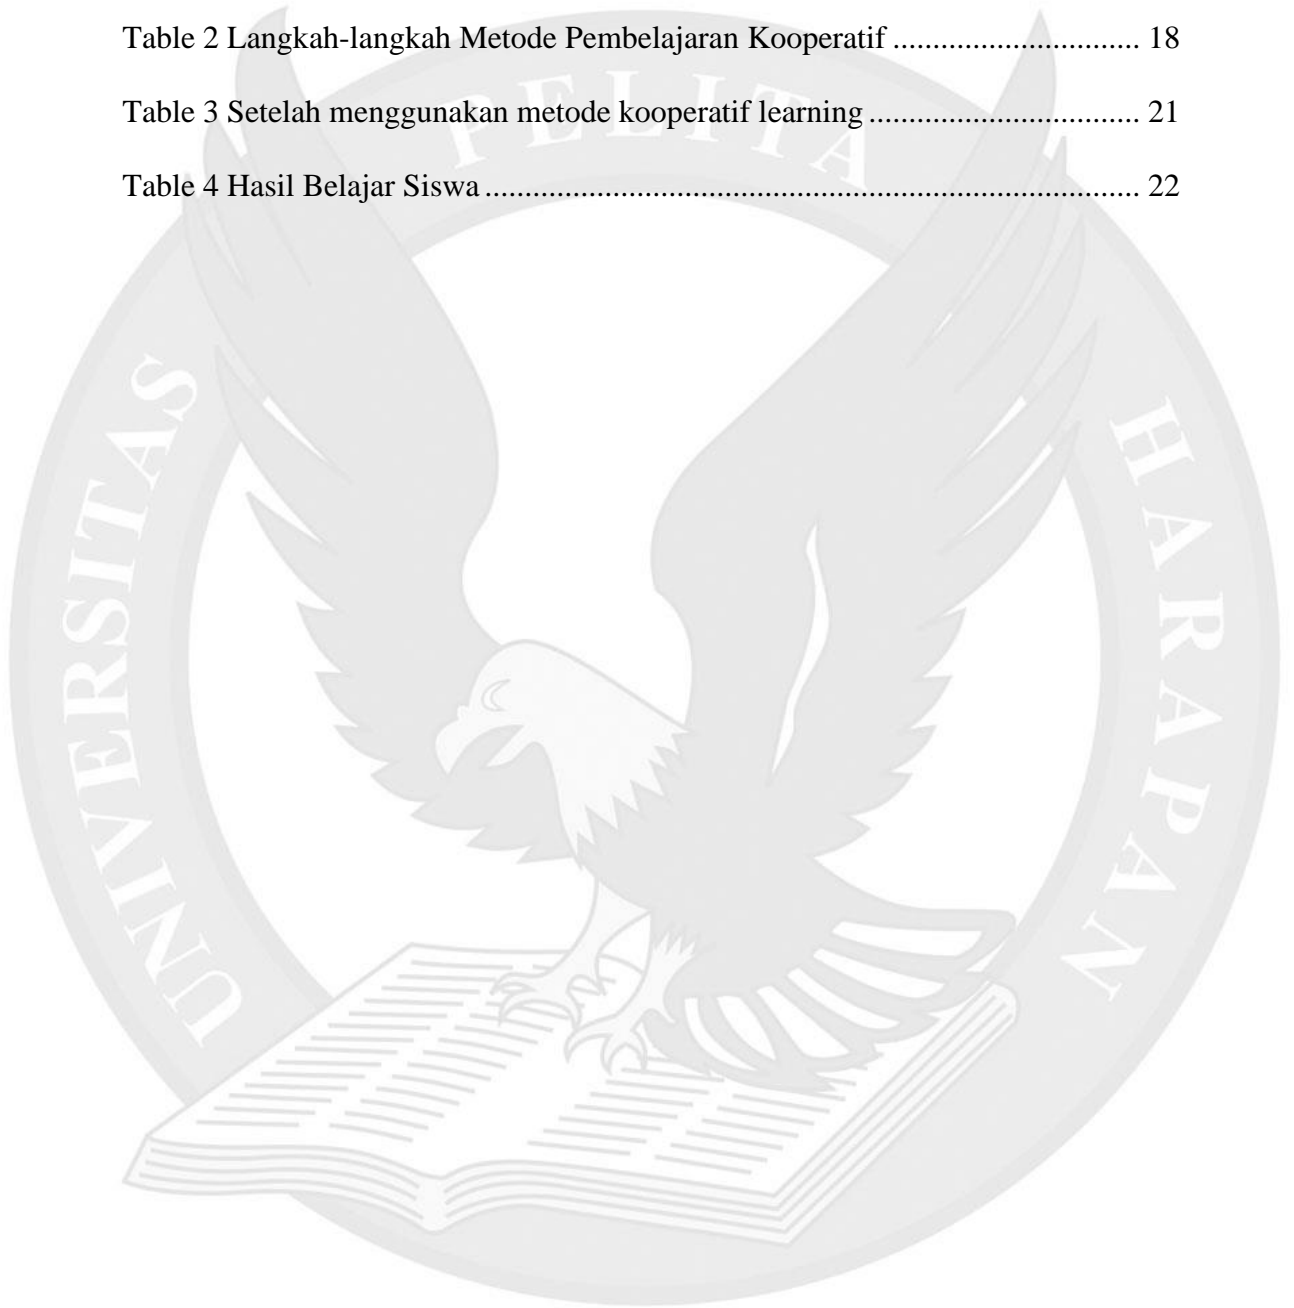 Table 2 Langkah-langkah Metode Pembelajaran Kooperatif ............................ 18
Table 3 Setelah menggunakan metode kooperatif learning ............................... 21
Table 4 Hasil Belajar Siswa ........................................................................... 22
UNIVERSITAS PELITA HARAPAN